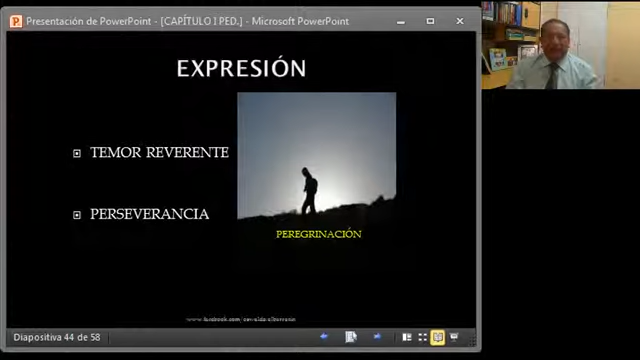 Presentación de PowerPoint - [CAPÍTULO I PED.] - Microsoft PowerPoint
EXPRESIÓN
TEMOR REVERENTE
PERSEVERANCIA
PEREGRINACIÓN
Diapositiva 44 de 58